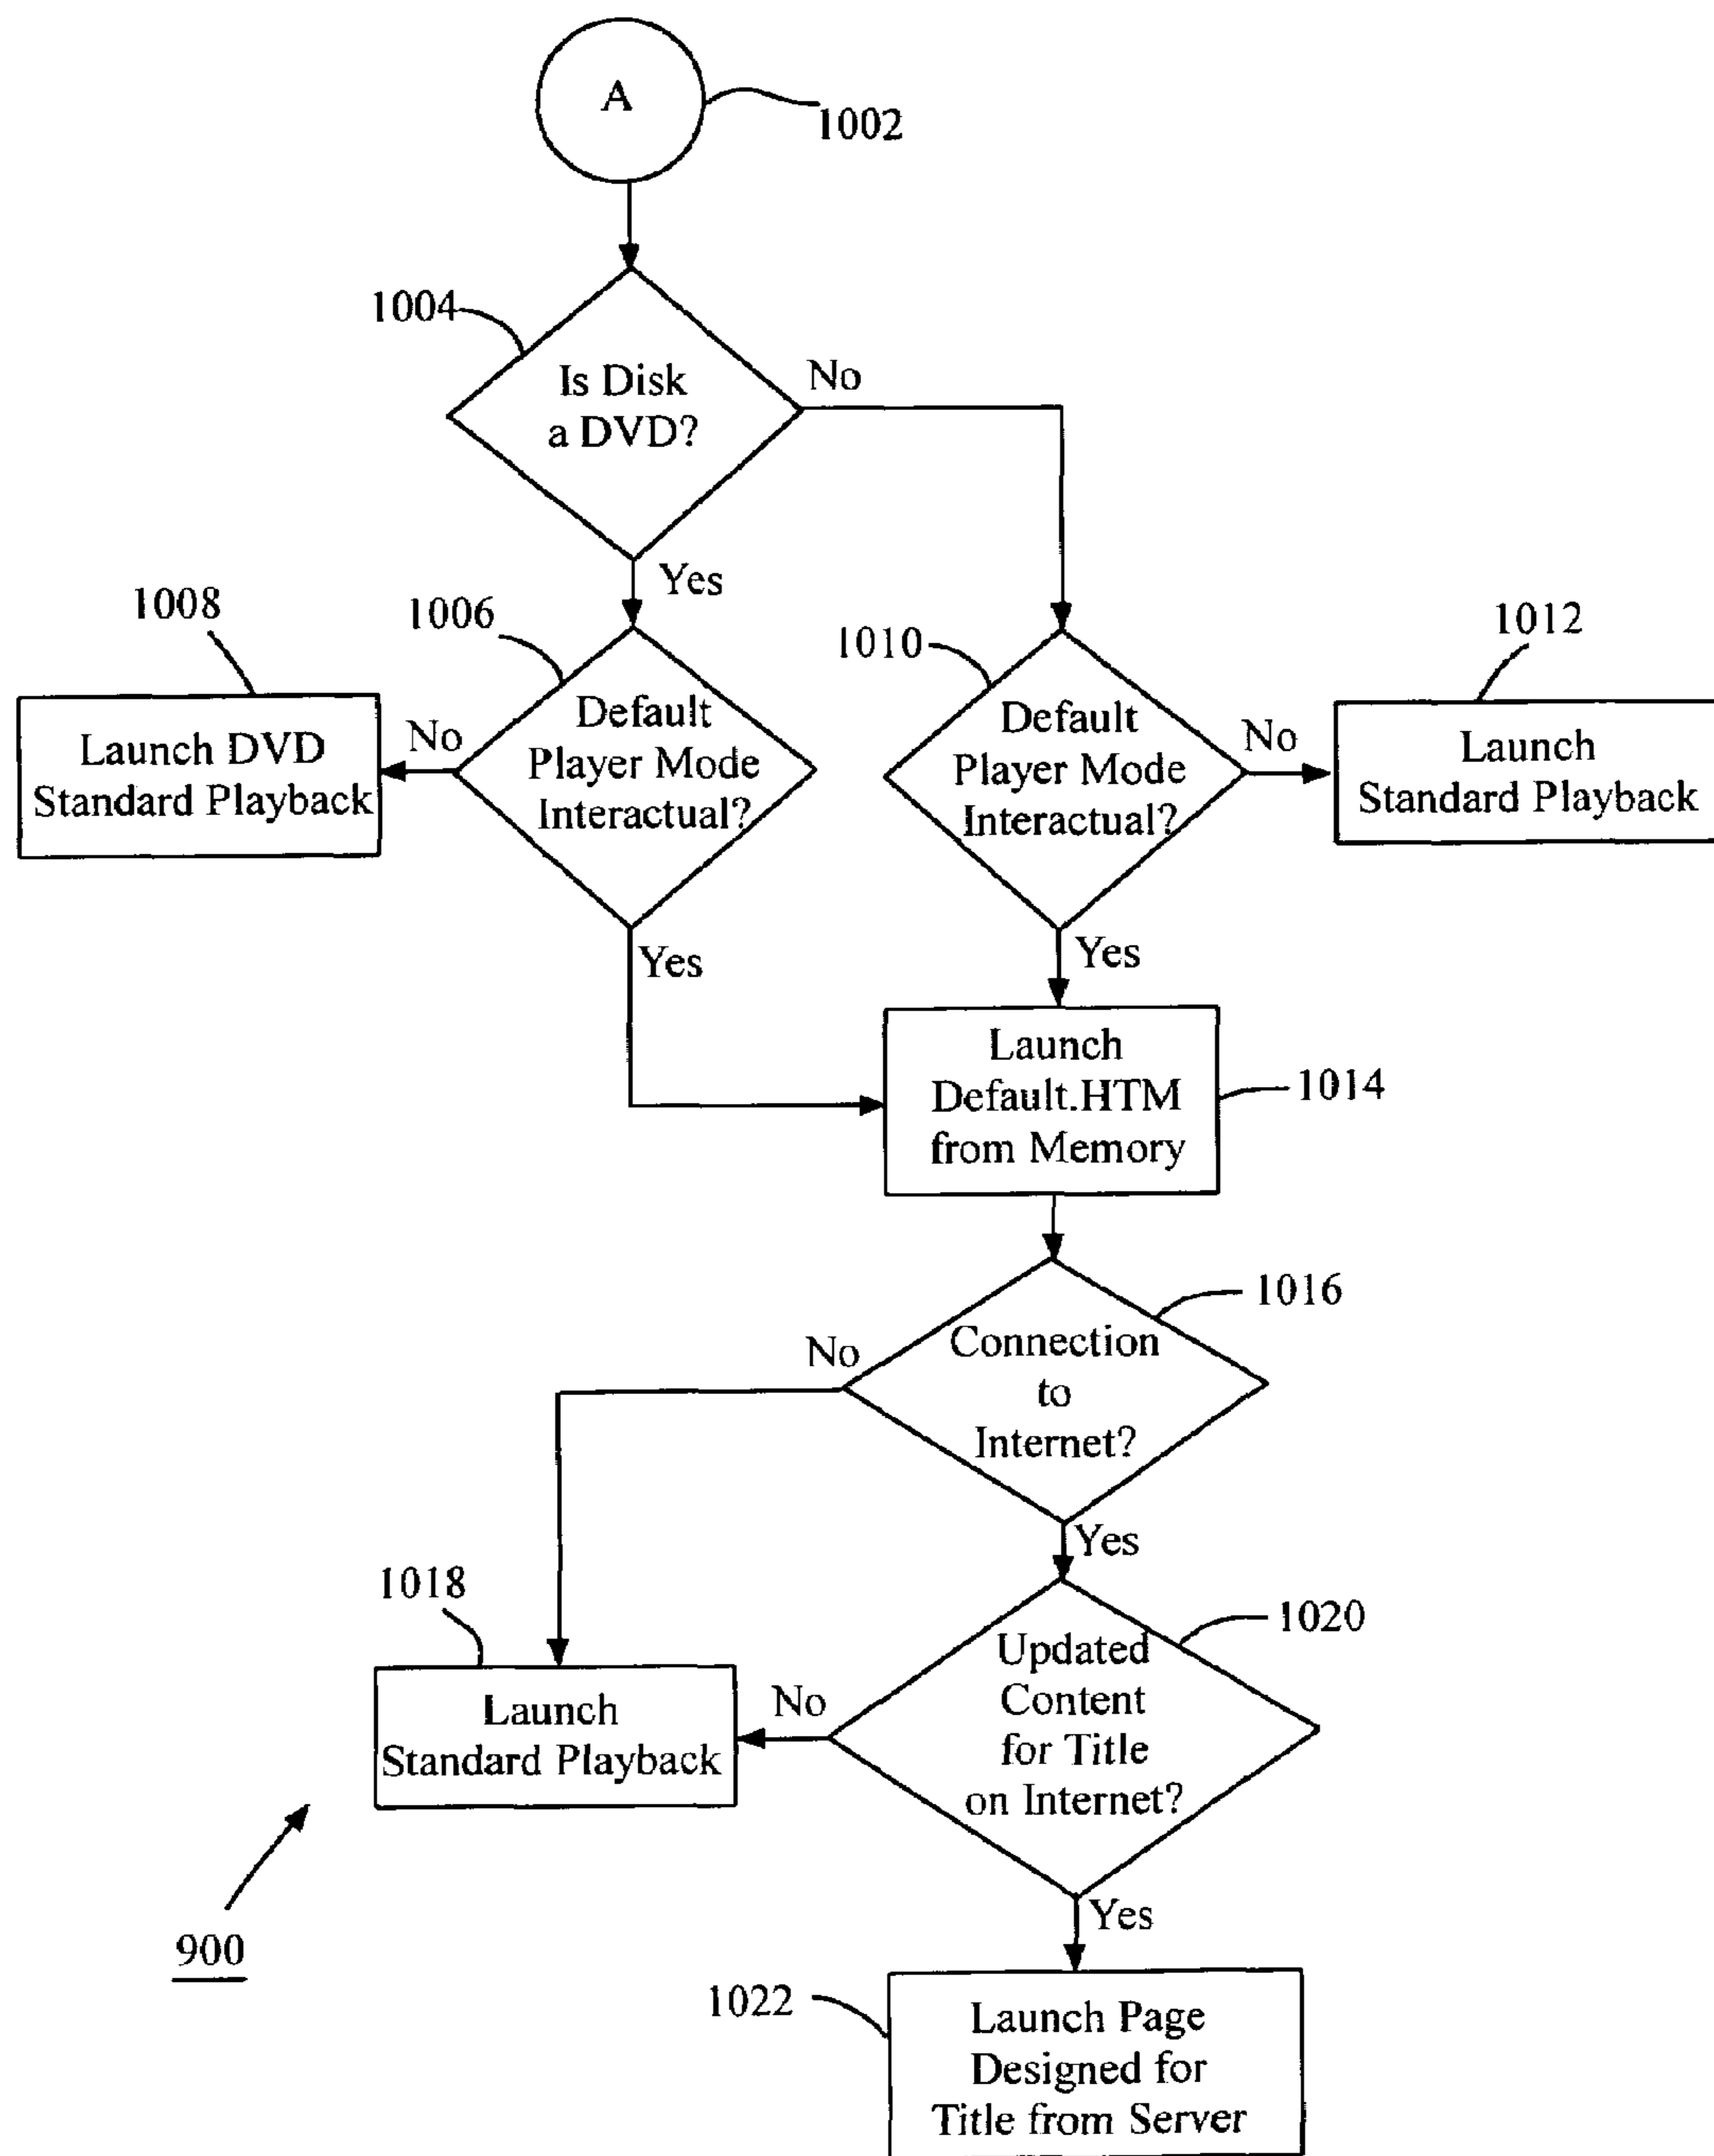 A
1002
1004
Is Disk
a DVD?
No
Yes
1008
1006
1010
1012
Launch DVD
Standard Playback
No
Default
Player Mode
Interactual?
Default
Player Mode
Interactual?
No
Launch
Standard Playback
Yes
Yes
Launch
Default.HTM
from Memory
1014
1016
Connection
to
Internet?
No
Yes
1018
1020
Launch
Standard Playback
No
Updated
Content
for Title
on Internet?
900
Yes
1022
Launch Page
Designed for
Title from Server